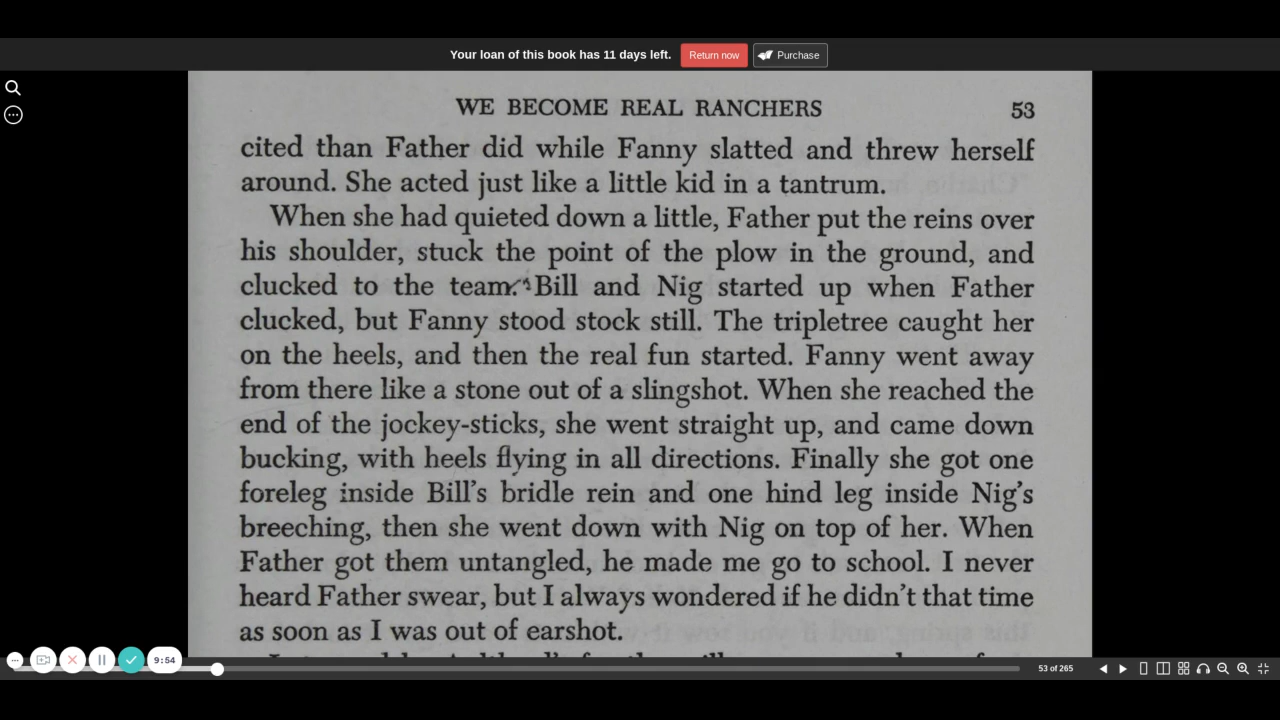 Your loan of this book has 11 days left. Return now Purchase
WE BECOME REAL RANCHERS 53
cited than Father did while Fanny slatted and threw herself
around. She acted just like a little kid in a tantrum.
When she had quieted down a little, Father put the reins over
his shoulder, stuck the point of the plow in the ground, and
clucked to the team. Bill and Nig started up when Father
clucked, but Fanny stood stock still. The tripletree caught her
on the heels, and then the real fun started. Fanny went away
from there like a stone out of a slingshot. When she reached the
end of the jockey-sticks, she went straight up, and came down
bucking, with heels flying in all directions. Finally she got one
foreleg inside Bill's bridle rein and one hind leg inside Nig's
breeching, then she went down with Nig on top of her. When
Father got them untangled, he made me go to school. I never
heard Father swear, but I always wondered if he didn't that time
as soon as I was out of earshot.
9:54
53 of 265